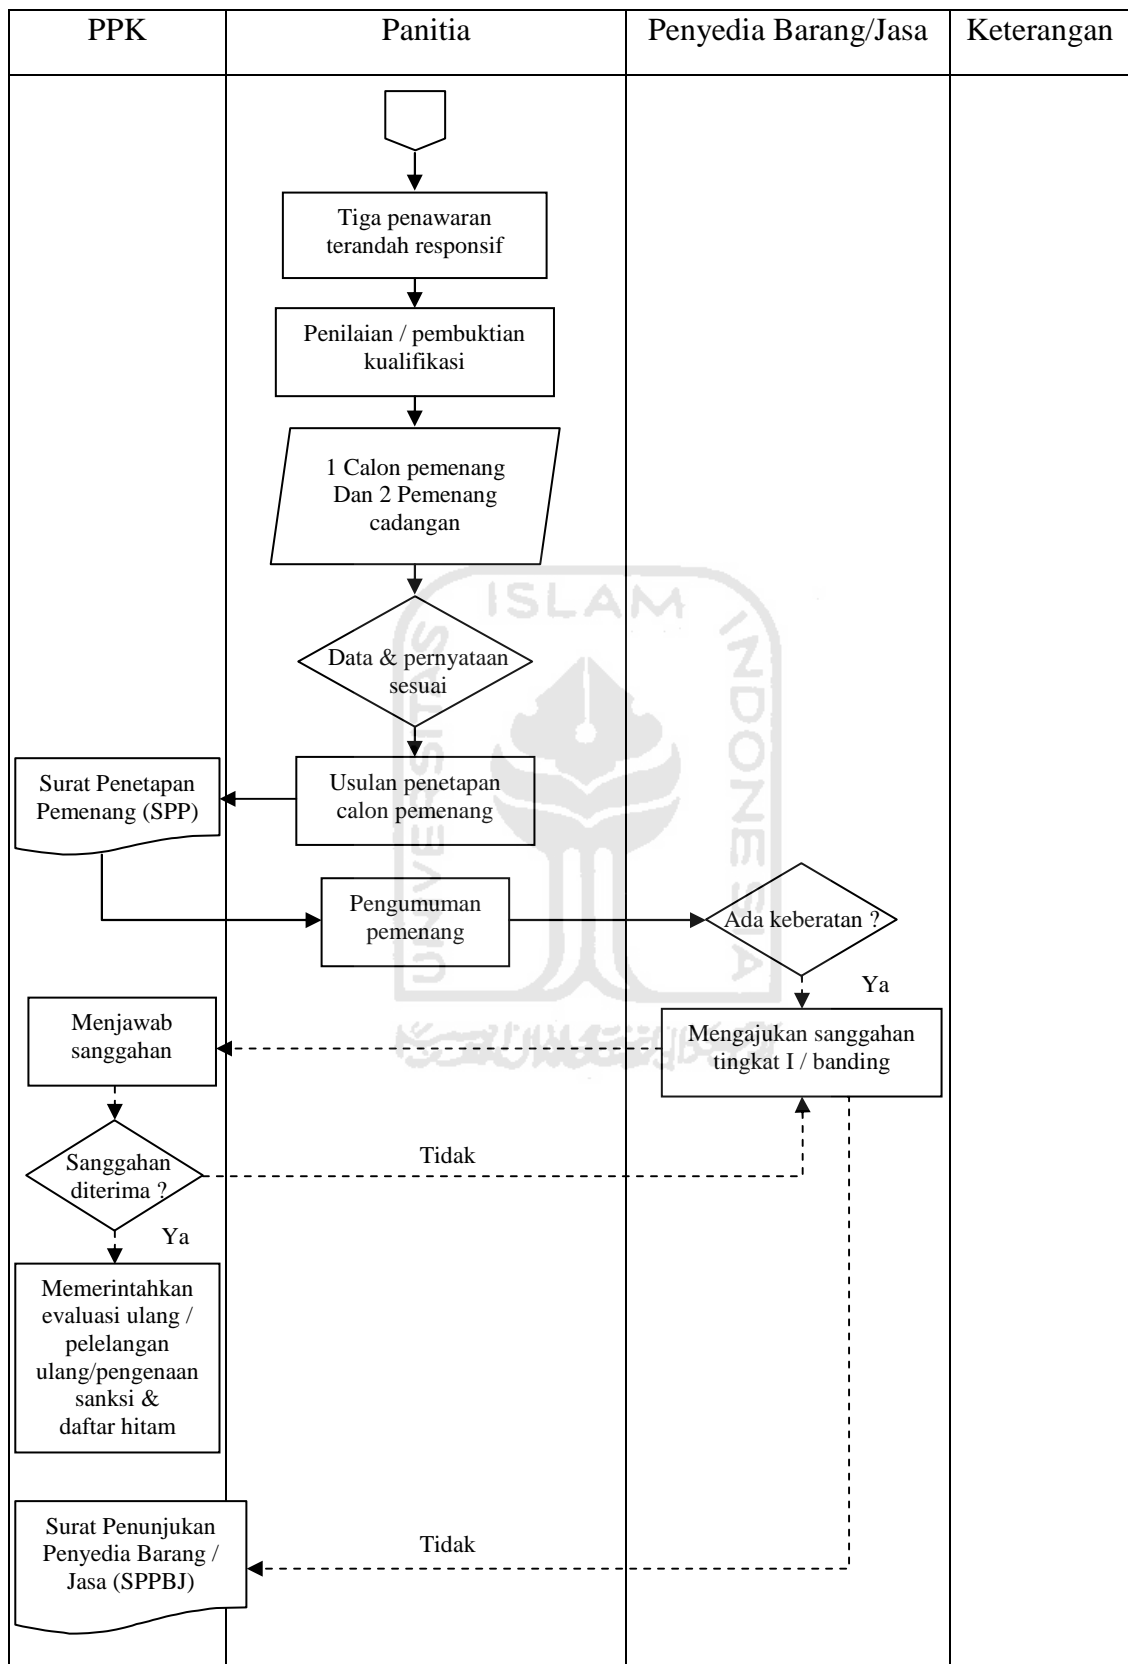 PPK
Panitia
Penyedia Barang/Jasa
Keterangan
Tiga penawaran
terandah responsif
Penilaian / pembuktian
kualifikasi
1 Calon pemenang
Dan 2 Pemenang
cadangan
ISLAM
UNIVERSITAS
INDONESIA
Data & pernyataan
sesuai
Surat Penetapan
Pemenang (SPP)
Usulan penetapan
calon pemenang
Pengumuman
pemenang
Ada keberatan ?
Ya
Menjawab
sanggahan
Mengajukan sanggahan
tingkat I / banding
Sanggahan
diterima ?
Tidak
Ya
Memerintahkan
evaluasi ulang /
pelelangan
ulang/pengenaan
sanksi &
daftar hitam
Surat Penunjukan
Penyedia Barang /
Jasa (SPPBJ)
Tidak